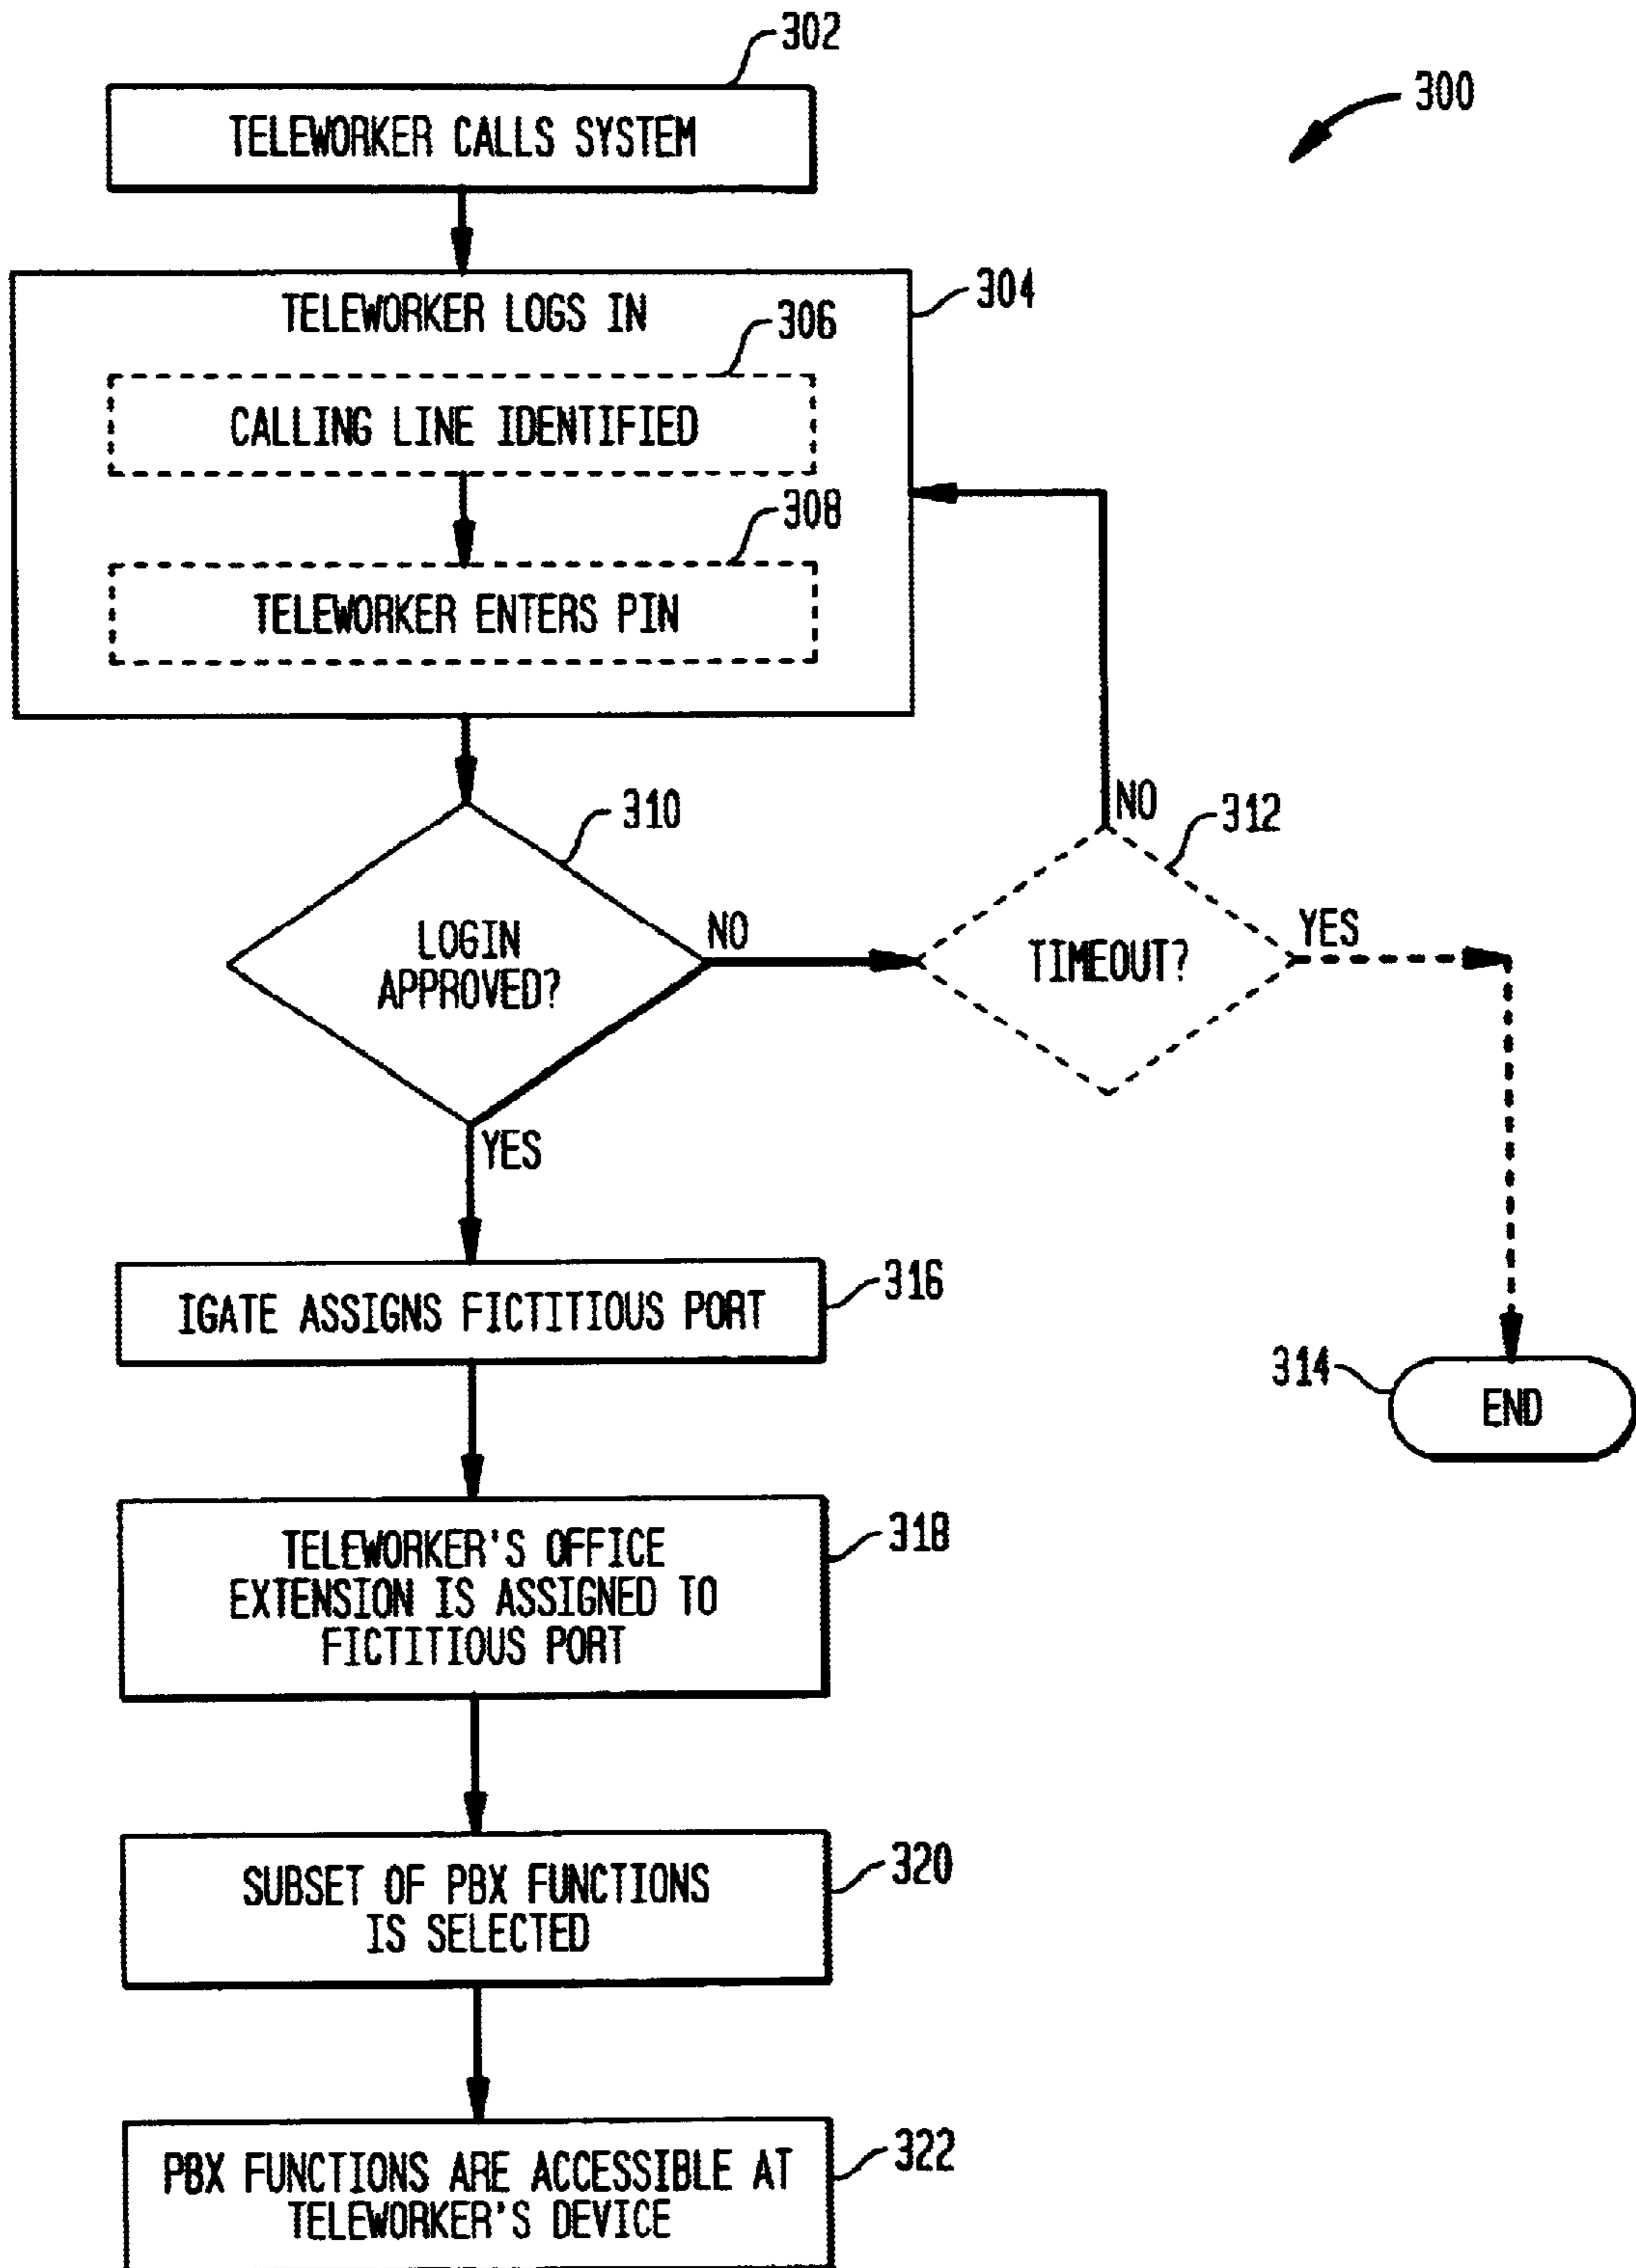 302
300
TELEWORKER CALLS SYSTEM
304
TELEWORKER LOGS IN
306
CALLING LINE IDENTIFIED
308
TELEWORKER ENTERS PIN
310
LOGIN
APPROVED?
NO
YES
NO
312
TIMEOUT?
YES
314
END
316
IGATE ASSIGNS FICTITIOUS PORT
318
TELEWORKER'S OFFICE
EXTENSION IS ASSIGNED TO
FICTITIOUS PORT
320
SUBSET OF PBX FUNCTIONS
IS SELECTED
322
PBX FUNCTIONS ARE ACCESSIBLE AT
TELEWORKER'S DEVICE